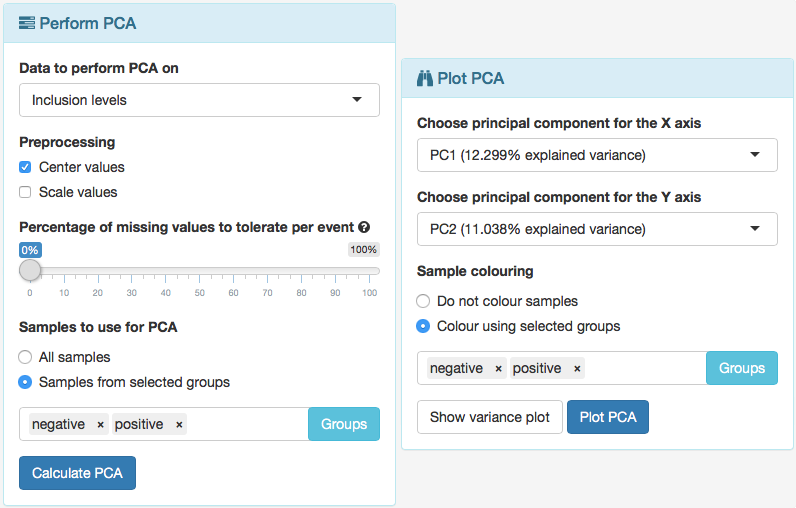 Perform PCA
Data to perform PCA on
Inclusion levels
Preprocessing
Center values
Scale values
Percentage of missing values to tolerate per event ?
0% 100%
0 10 20 30 40 50 60 70 80 90 100
Samples to use for PCA
All samples
Samples from selected groups
negative × positive × Groups
Calculate PCA
Plot PCA
Choose principal component for the X axis
PC1 (12.299% explained variance)
Choose principal component for the Y axis
PC2 (11.038% explained variance)
Sample colouring
Do not colour samples
Colour using selected groups
negative × positive × Groups
Show variance plot Plot PCA